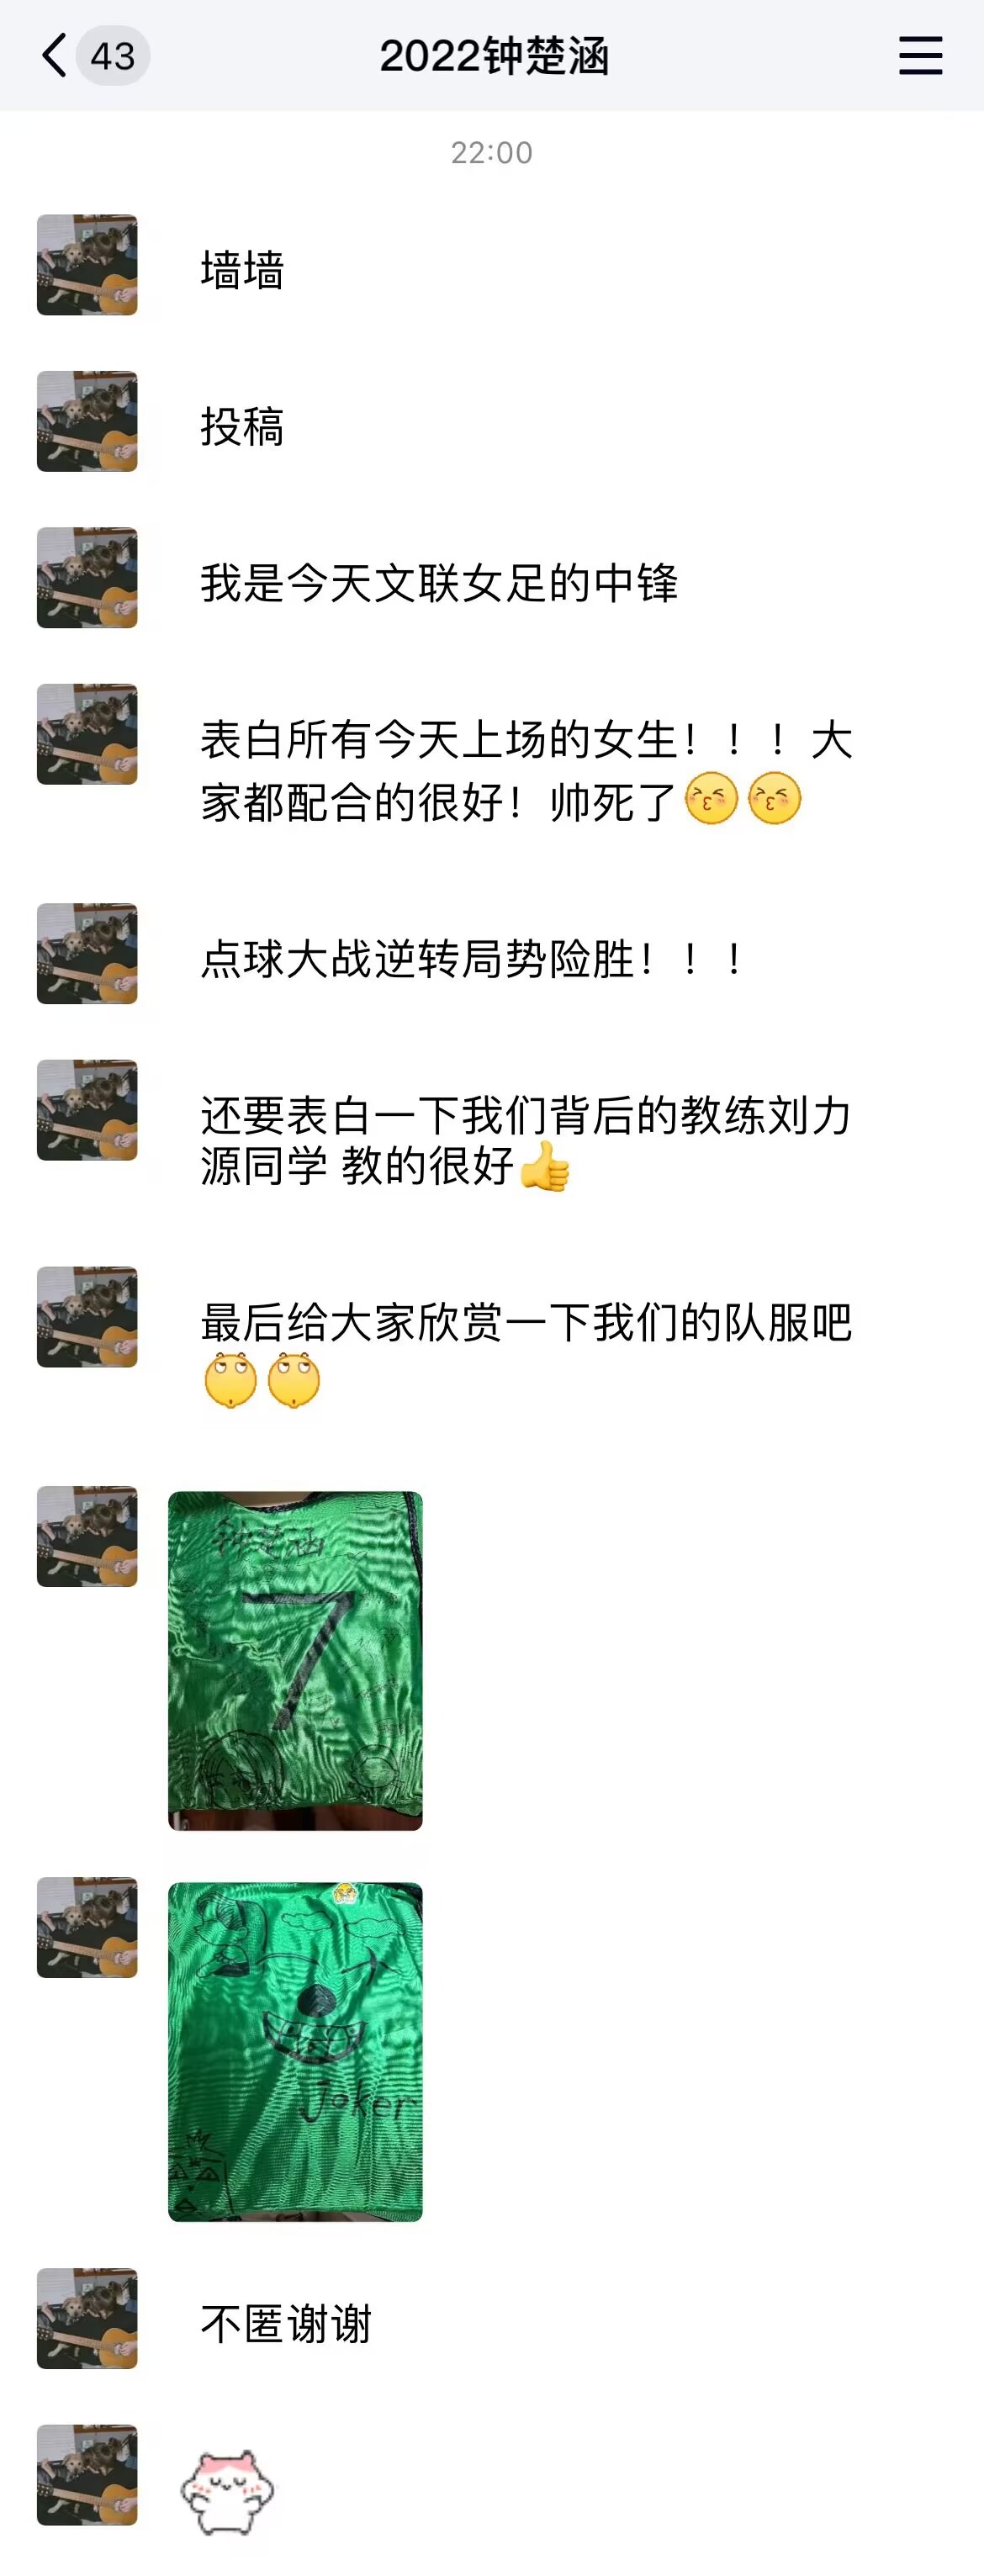 43
2022钟楚涵
22:00
墙墙
投稿
我是今天文联女足的中锋
表白所有今天上场的女生！！！大
家都配合的很好！帅死了
点球大战逆转局势险胜！！！
还要表白一下我们背后的教练刘力
源同学 教的很好
最后给大家欣赏一下我们的队服吧
钟楚涵
7
Joker
不匿谢谢